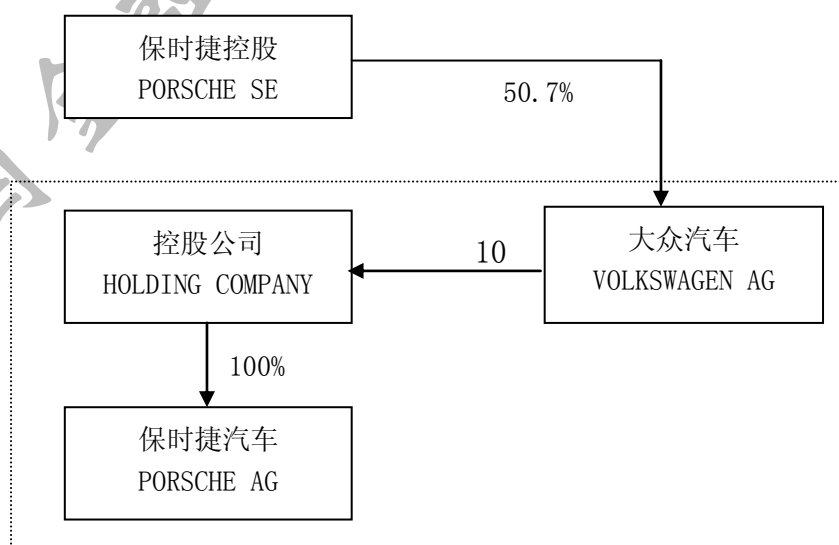 保时捷控股
PORSCHE SE
50.7%
控股公司
HOLDING COMPANY
10
大众汽车
VOLKSWAGEN AG
100%
保时捷汽车
PORSCHE AG